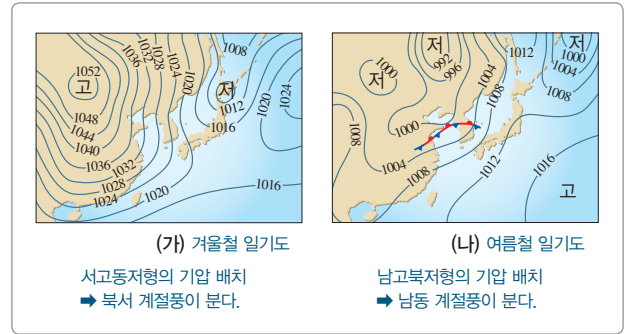 1052
고
1048
1044
1040
1036
1032
1028
1024
1036
1032
1028
1024
1020
1008
저
1012
1016
1020
1024
1020
1016
저
1000
저
992
996
1004
1008
1012
저
1000
1004
1008
1008
1000
1004
1008
1012
1016
고
(가) 겨울철 일기도
서고동저형의 기압 배치
➡ 북서 계절풍이 분다.
(나) 여름철 일기도
남고북저형의 기압 배치
➡ 남동 계절풍이 분다.